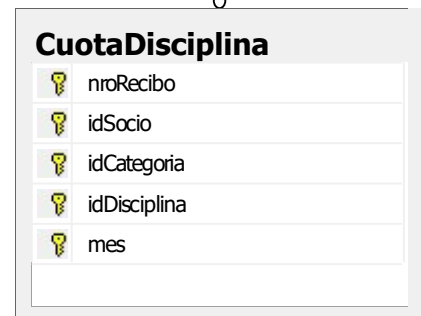 CuotaDisciplina
nroRecibo
idSocio
idCategoria
idDisciplina
mes